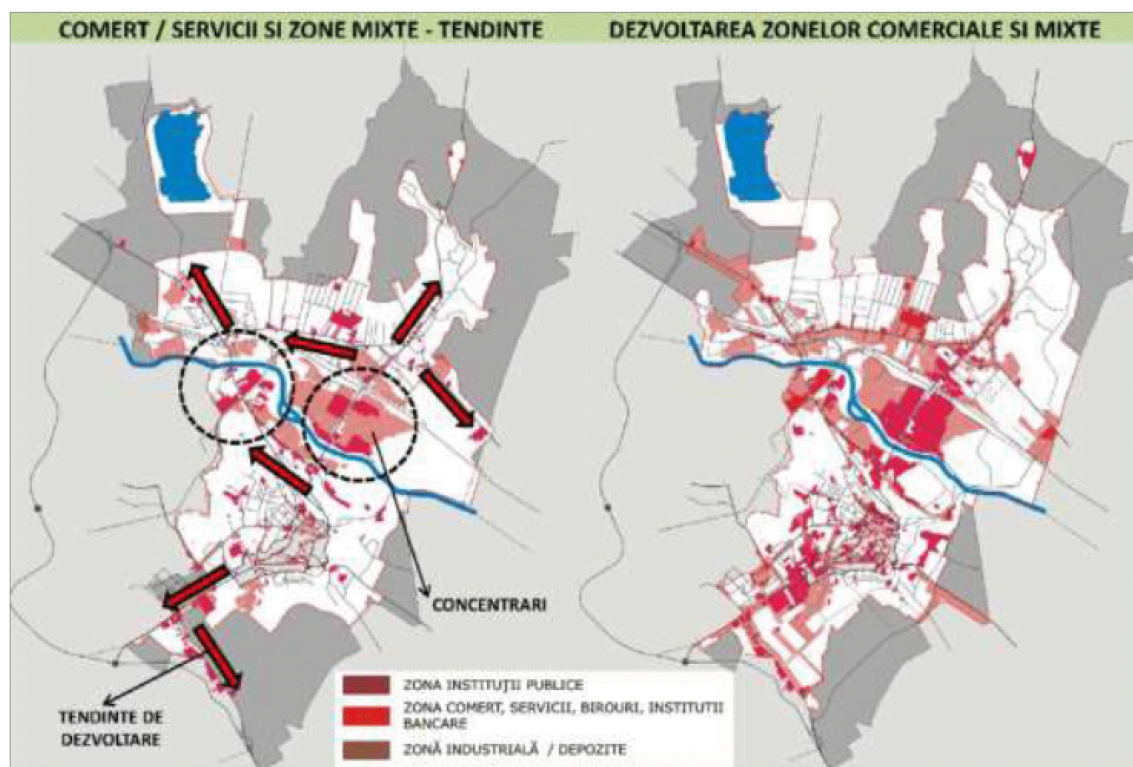 COMERT / SERVICII SI ZONE MIXTE - TENDINTE
DEZVOLTAREA ZONELOR COMERCIALE SI MIXTE
CONCENTRARI
TENDINTE DE
DEZVOLTARE
ZONA INSTITUȚII PUBLICE
ZONA COMERT, SERVICII, BIROURI, INSTITUTII
BANCARE
ZONĂ INDUSTRIALĂ / DEPOZITE